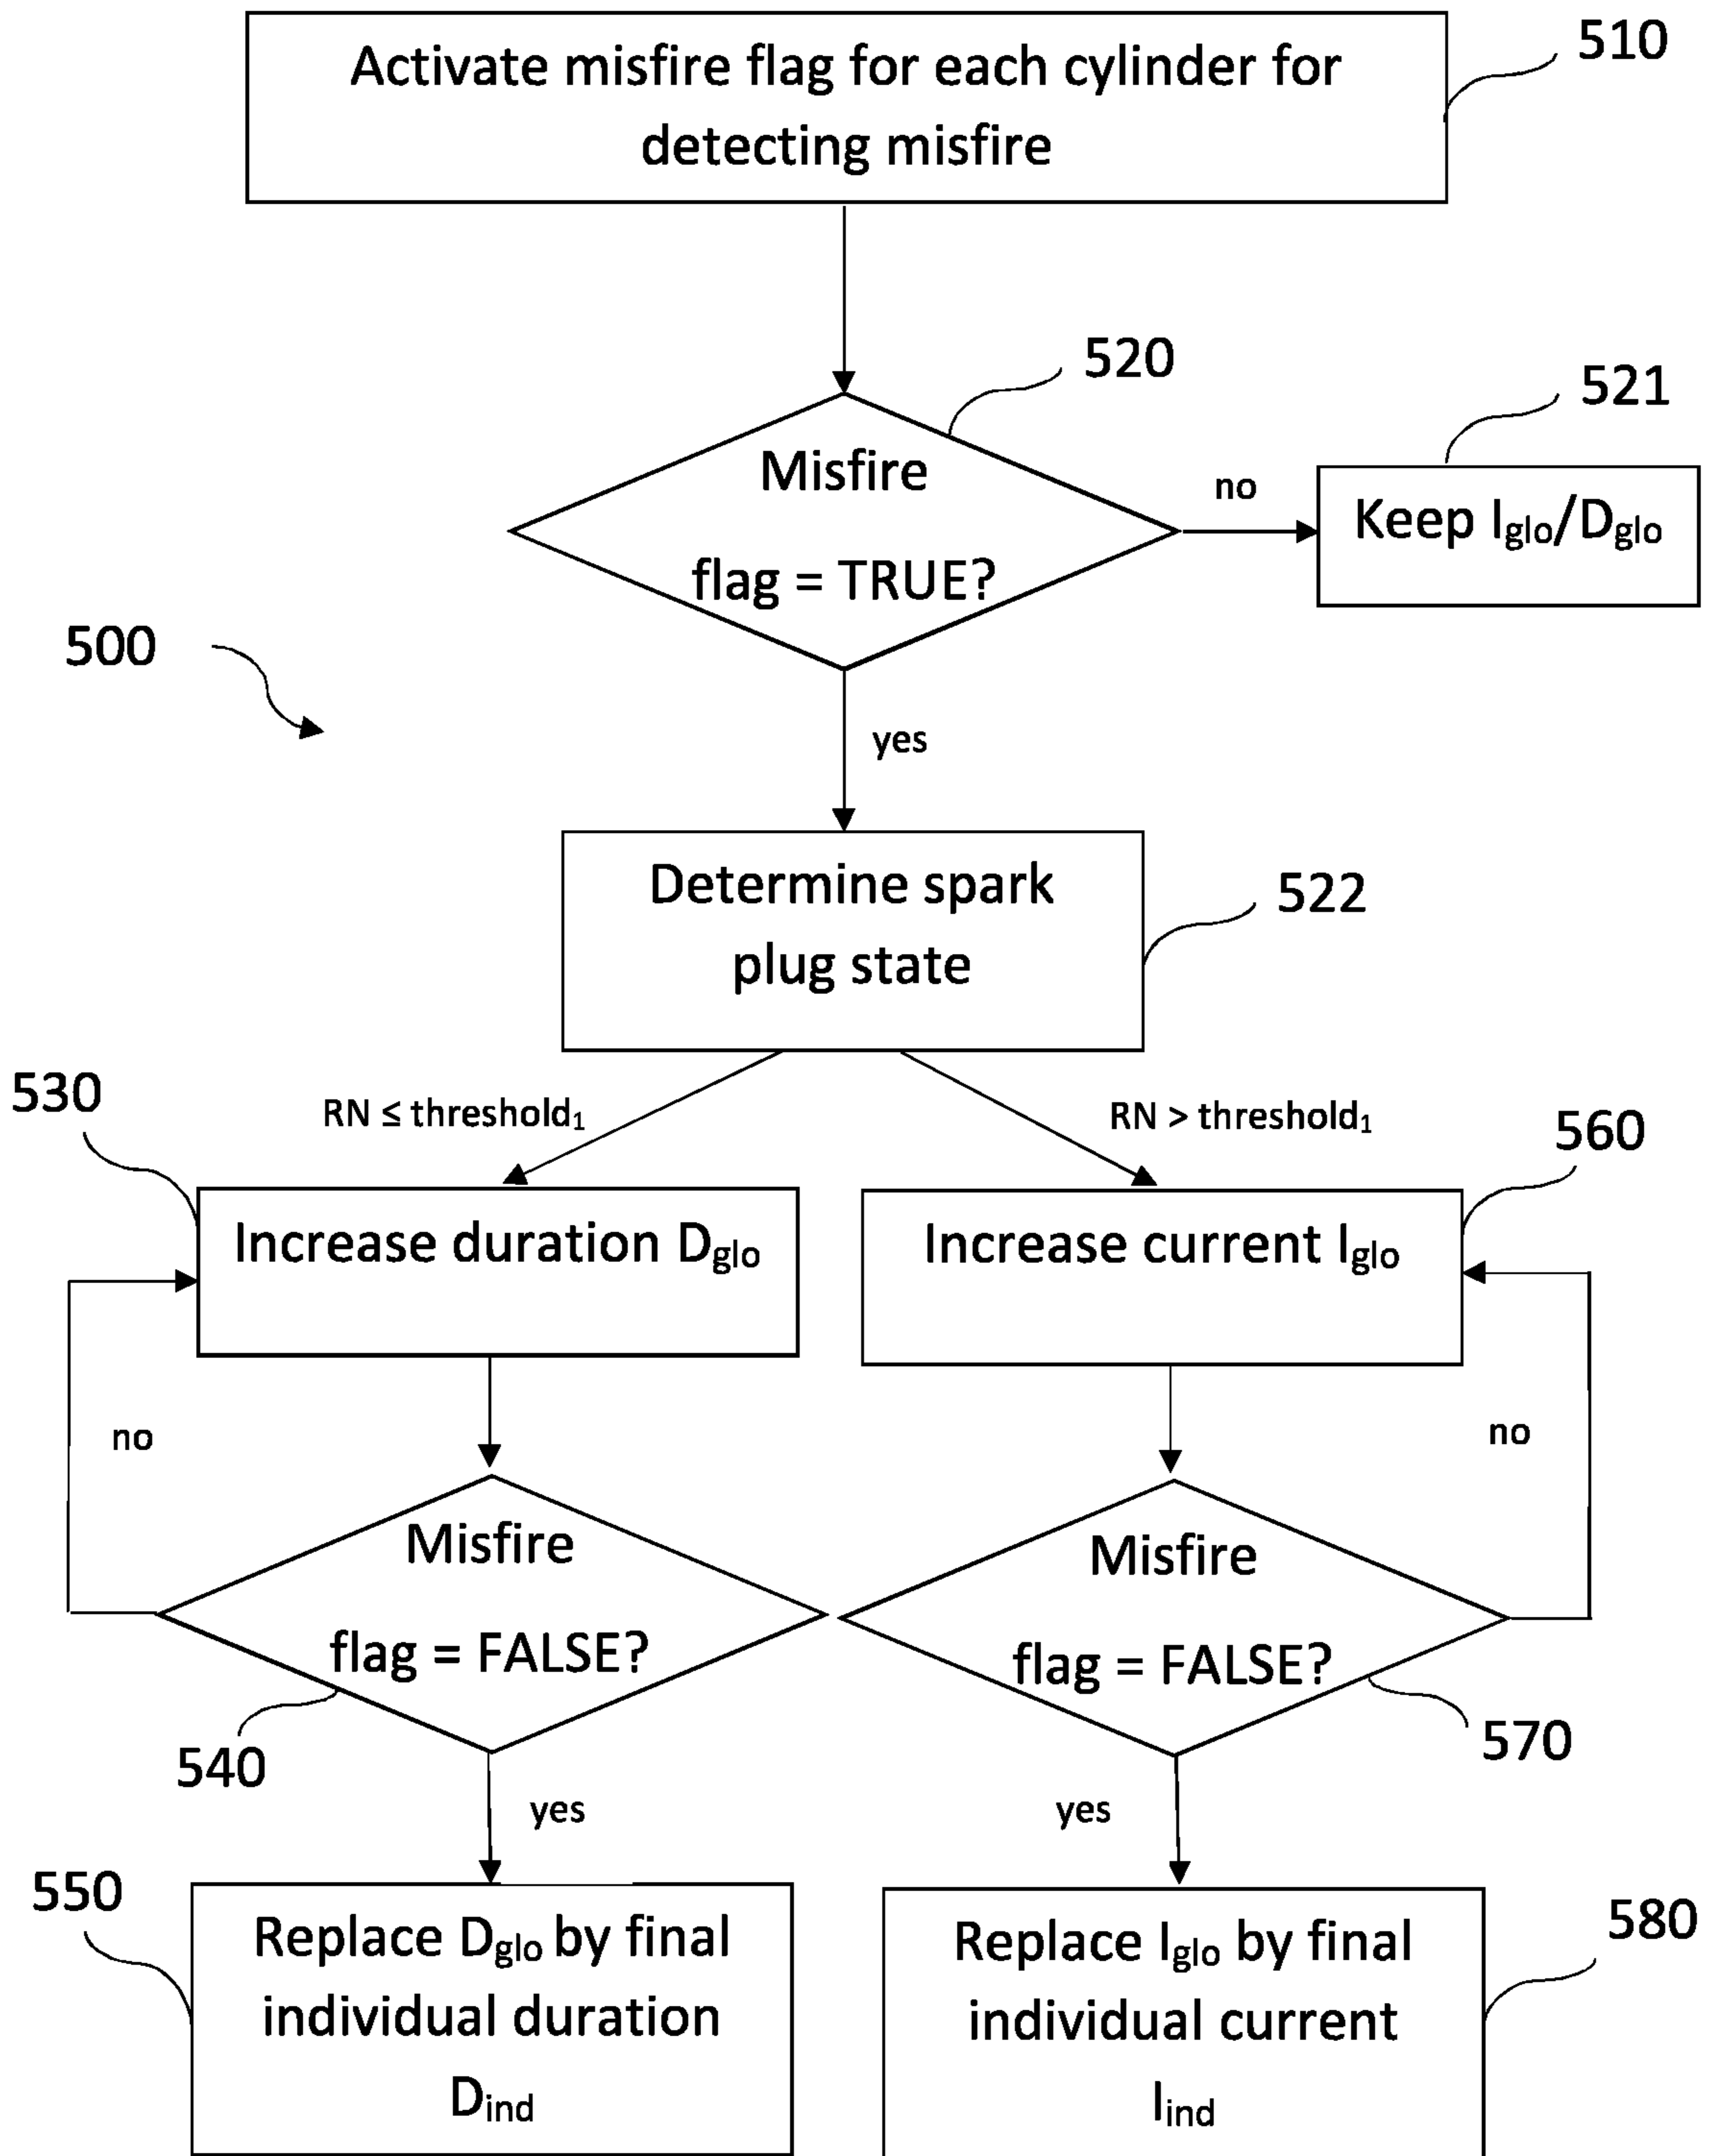 Activate misfire flag for each cylinder for
detecting misfire
510
520
521
Misfire
flag = TRUE?
no
Keep Iglo/Dglo
500
yes
Determine spark
plug state
522
530
RN ≤ threshold1
RN > threshold1
560
Increase duration Dglo
Increase current Iglo
no
no
Misfire
flag = FALSE?
Misfire
flag = FALSE?
540
570
yes
yes
550
Replace Dglo by final
individual duration
Dind
Replace Iglo by final
individual current
Iind
580